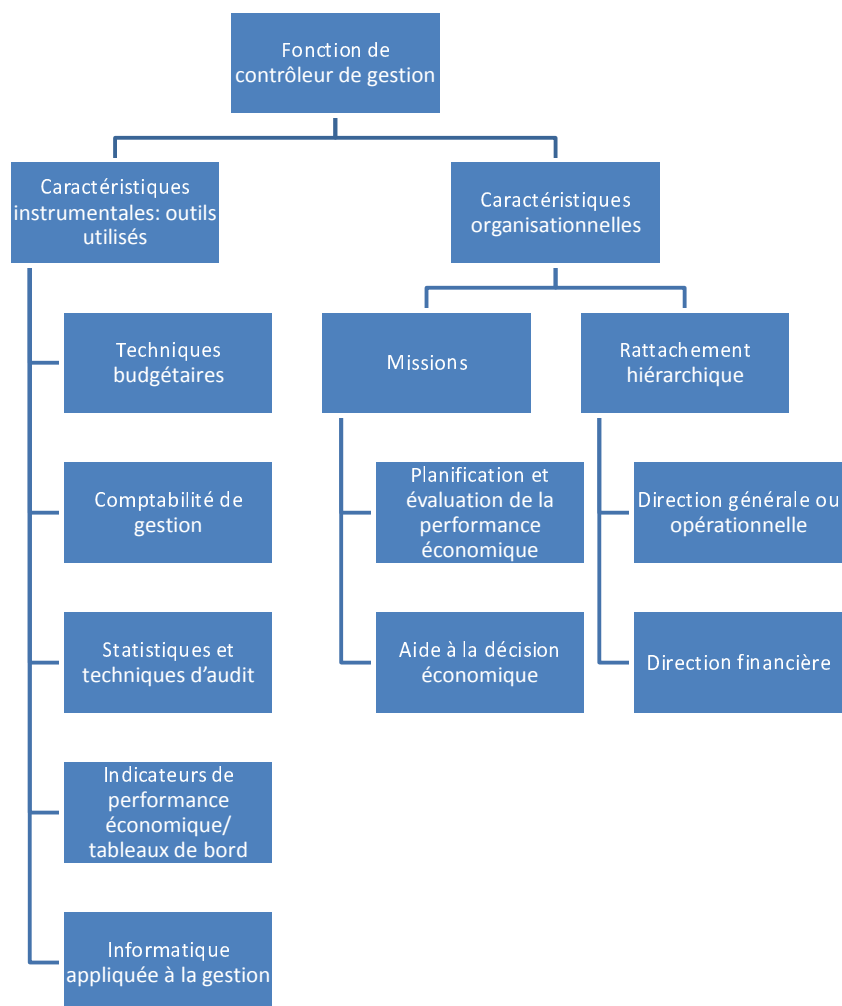 Fonction de
contrôleur de gestion
Caractéristiques
instrumentales: outils
utilisés
Caractéristiques
organisationnelles
Techniques
budgétaires
Comptabilité de
gestion
Statistiques et
techniques d’audit
Indicateurs de
performance
économique/
tableaux de bord
Informatique
appliquée à la gestion
Missions
Planification et
évaluation de la
performance
économique
Aide à la décision
économique
Rattachement
hiérarchique
Direction générale ou
opérationnelle
Direction financière